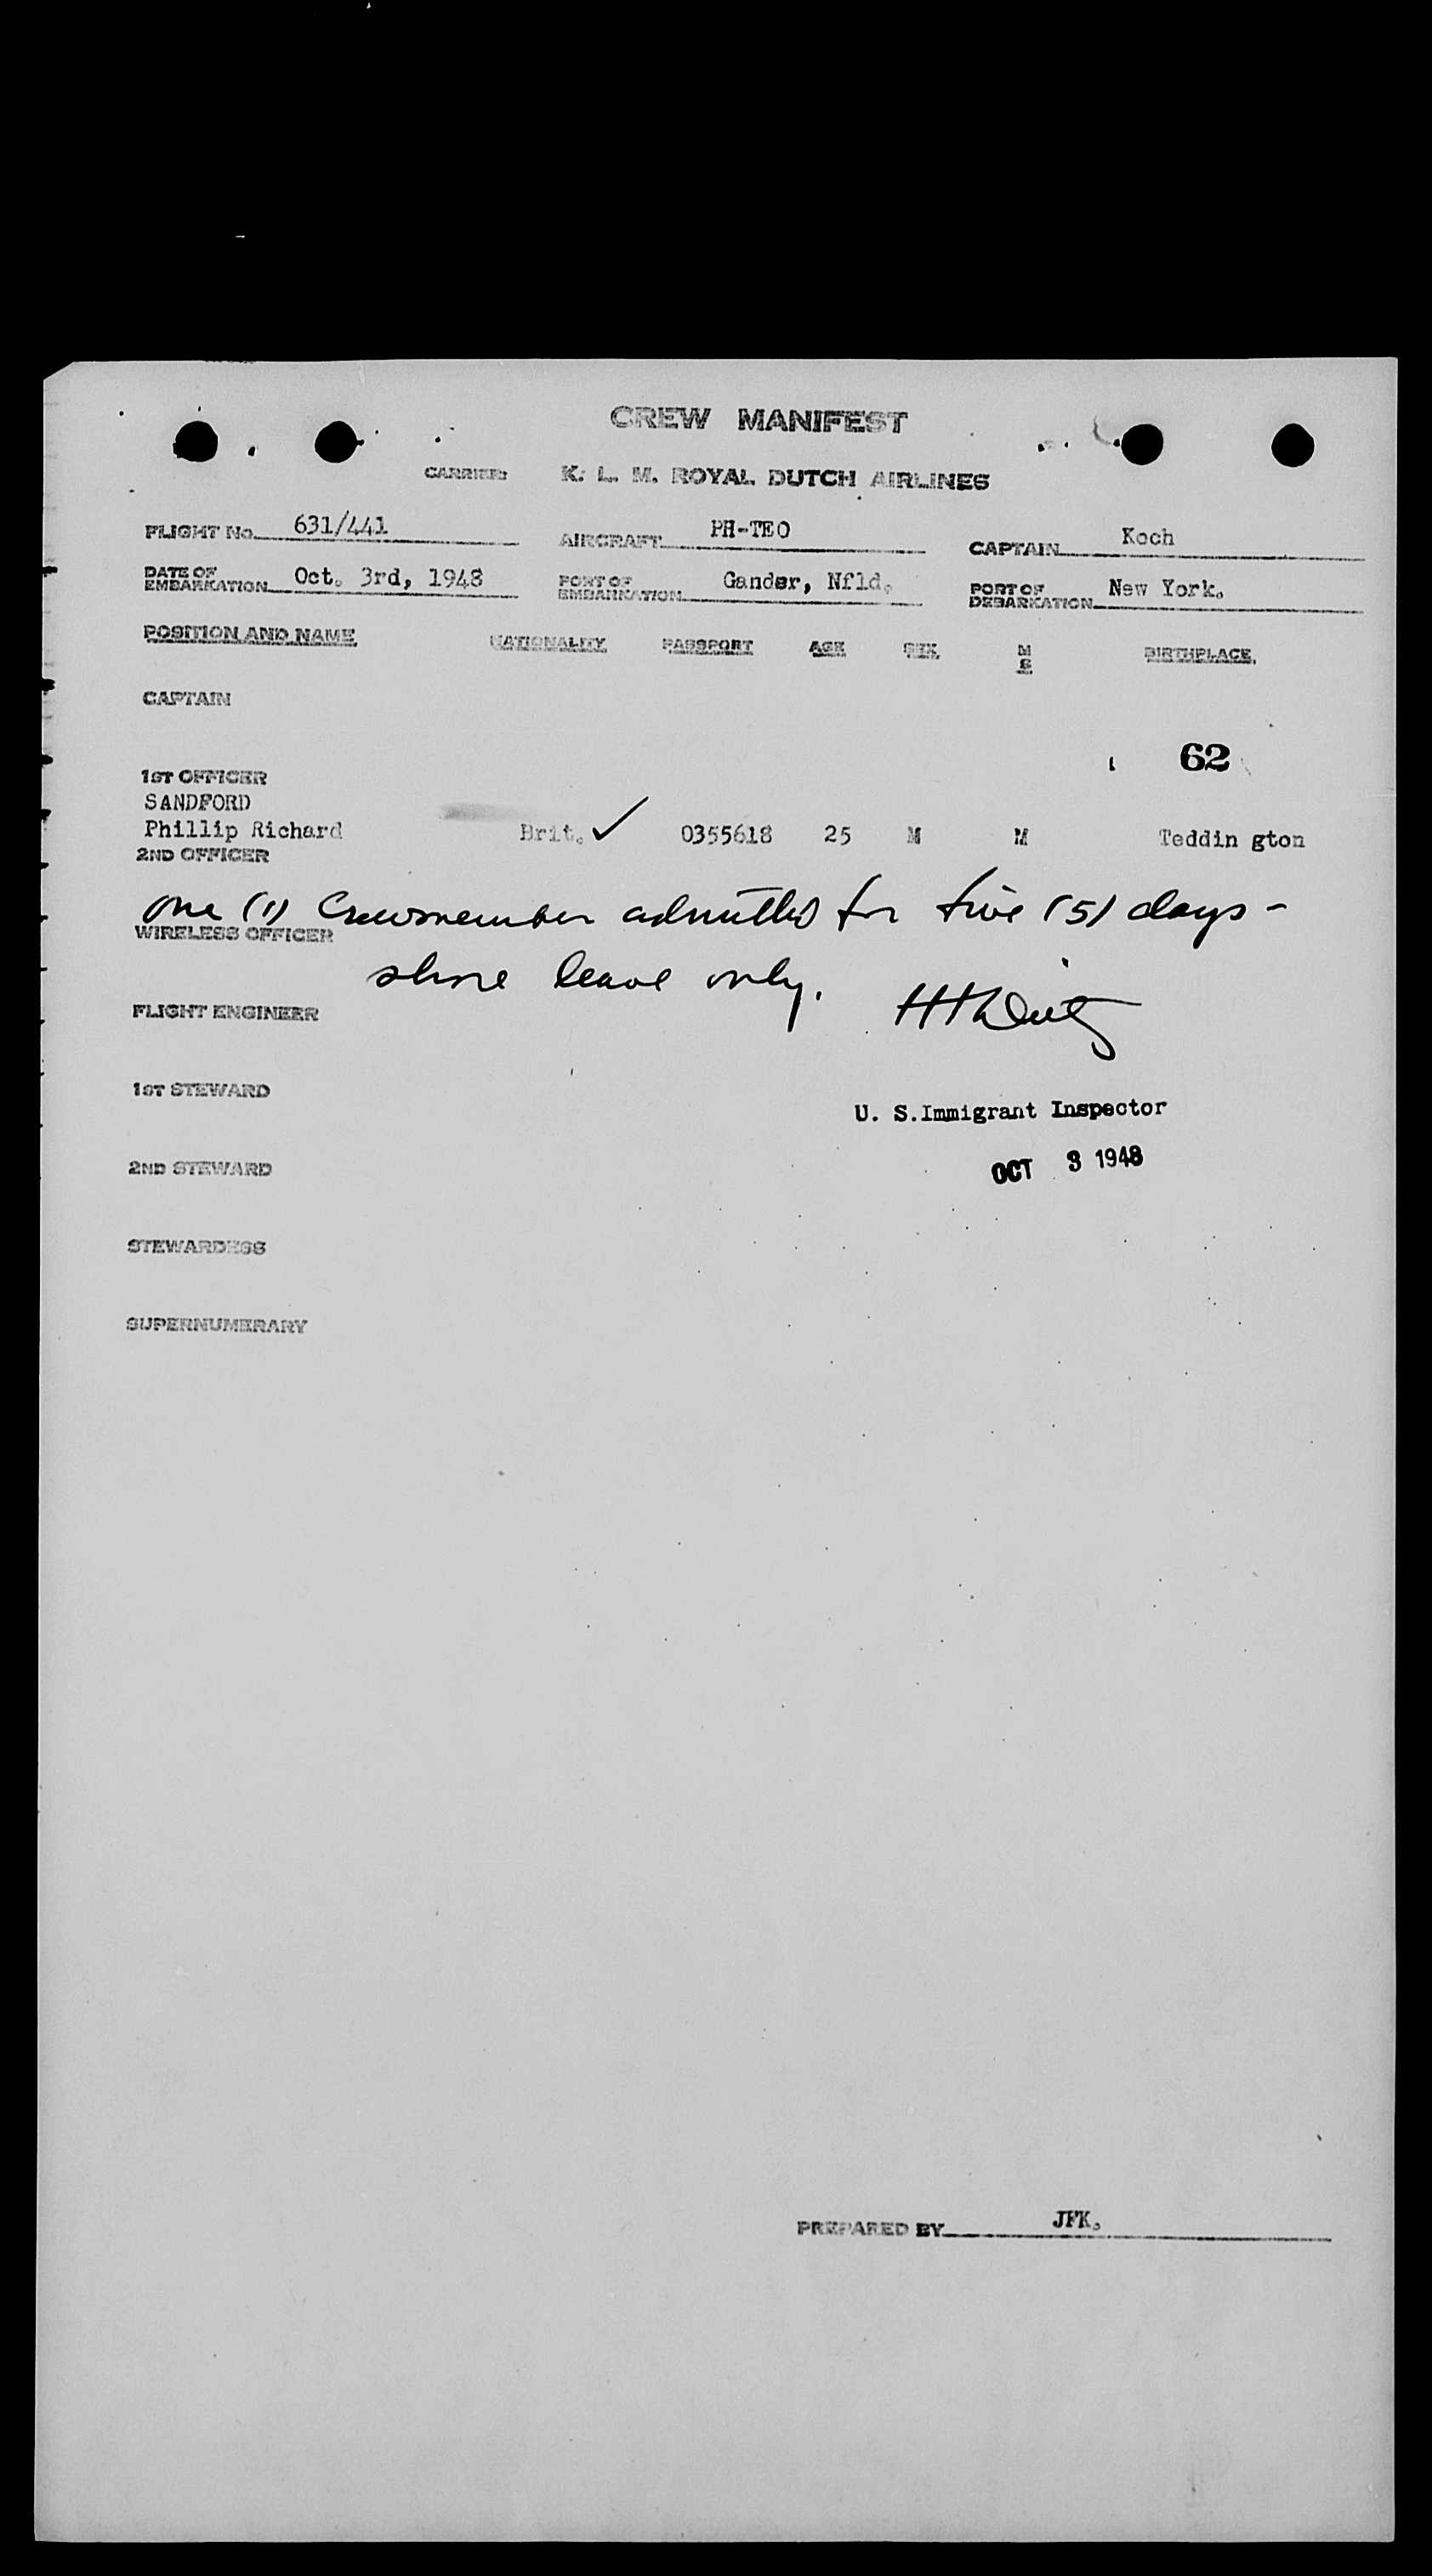 CREW MANIFEST
CARRIER: K. L. M. ROYAL DUTCH AIRLINES
FLIGHT No. 631/441 AIRCRAFT PH-TEO CAPTAIN Koch
DATE OF EMBARKATION Oct. 3rd, 1948 PORT OF EMBARKATION Gander, Nfld. PORT OF DEBARKATION New York.
POSITION AND NAME NATIONALITY PASSPORT AGE SEX M S BIRTHPLACE
CAPTAIN
62
1ST OFFICER
SANDFORD
Phillip Richard Brit. ✓ 0355618 25 M M Teddin gton
2ND OFFICER
One (1) Crewmember admitted for five (5) days -
WIRELESS OFFICER
shore leave only.
FLIGHT ENGINEER
1ST STEWARD
U. S.Immigrant Inspector
2ND STEWARD
OCT 3 1948
STEWARDESS
SUPERNUMERARY
PREPARED BY JFK.